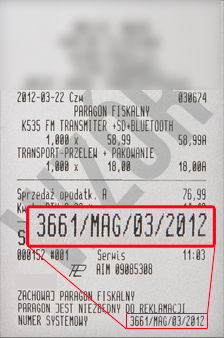 2012-03-22 Czw 030674
PARAGON FISKALNY
KS35 FM TRANSMITER +SD+BLUETOOTH
1,000 x 58,99 58,99A
TRANSPORT-PRZELEW + PAKOWANIE
1,000 x 18,00 18,00A
Sprzedaż opodatk. A 76,99
3661/MAG/03/2012
000152 #001 Serwis 11:03
AIM 09085308
ZACHOWAJ PARAGON FISKALNY
PARAGON JEST NIEZBĘDNY DO REKLAMACJI
NUMER SYSTEMOWY 3661/MAG/03/2012